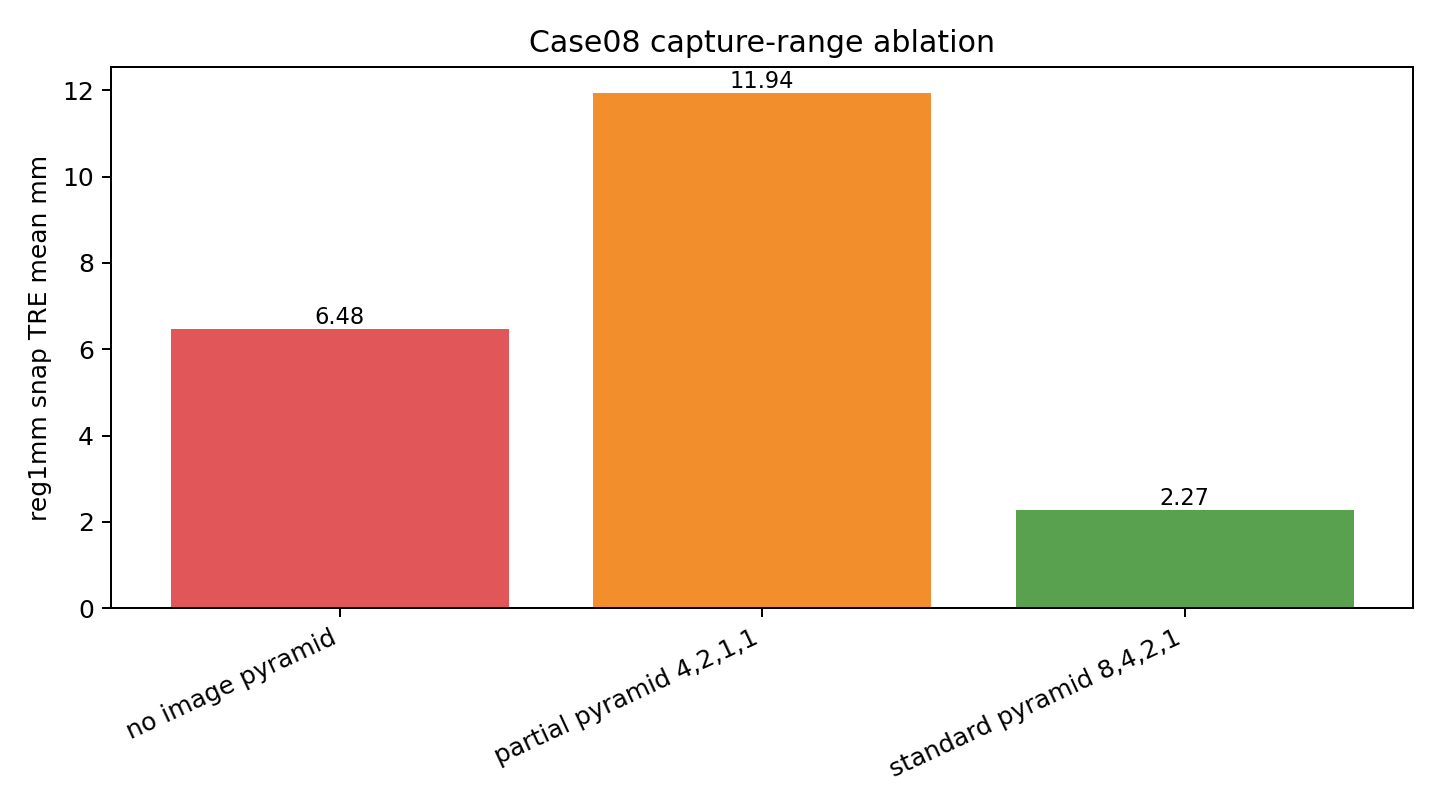 Case08 capture-range ablation
reg1mm snap TRE mean mm
12
10
8
6
4
2
0
6.48
11.94
2.27
no image pyramid
partial pyramid 4,2,1,1
standard pyramid 8,4,2,1